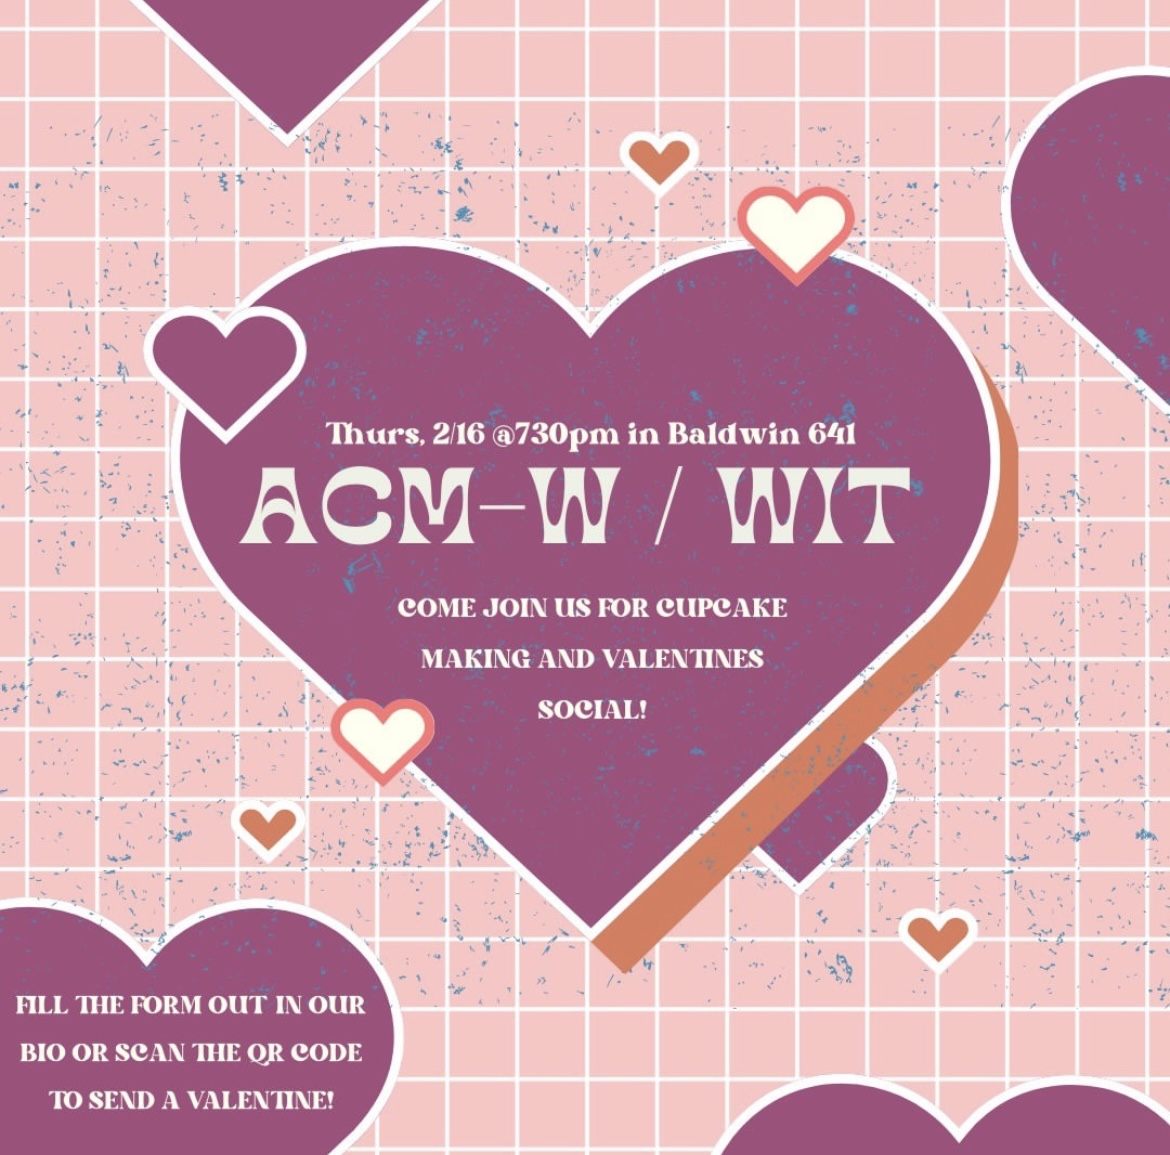 Thurs, 2/16 @730pm in Baldwin 641
ACM-W / WIT
COME JOIN US FOR CUPCAKE
MAKING AND VALENTINES
SOCIAL!
FILL THE FORM OUT IN OUR
BIO OR SCAN THE QR CODE
TO SEND A VALENTINE!